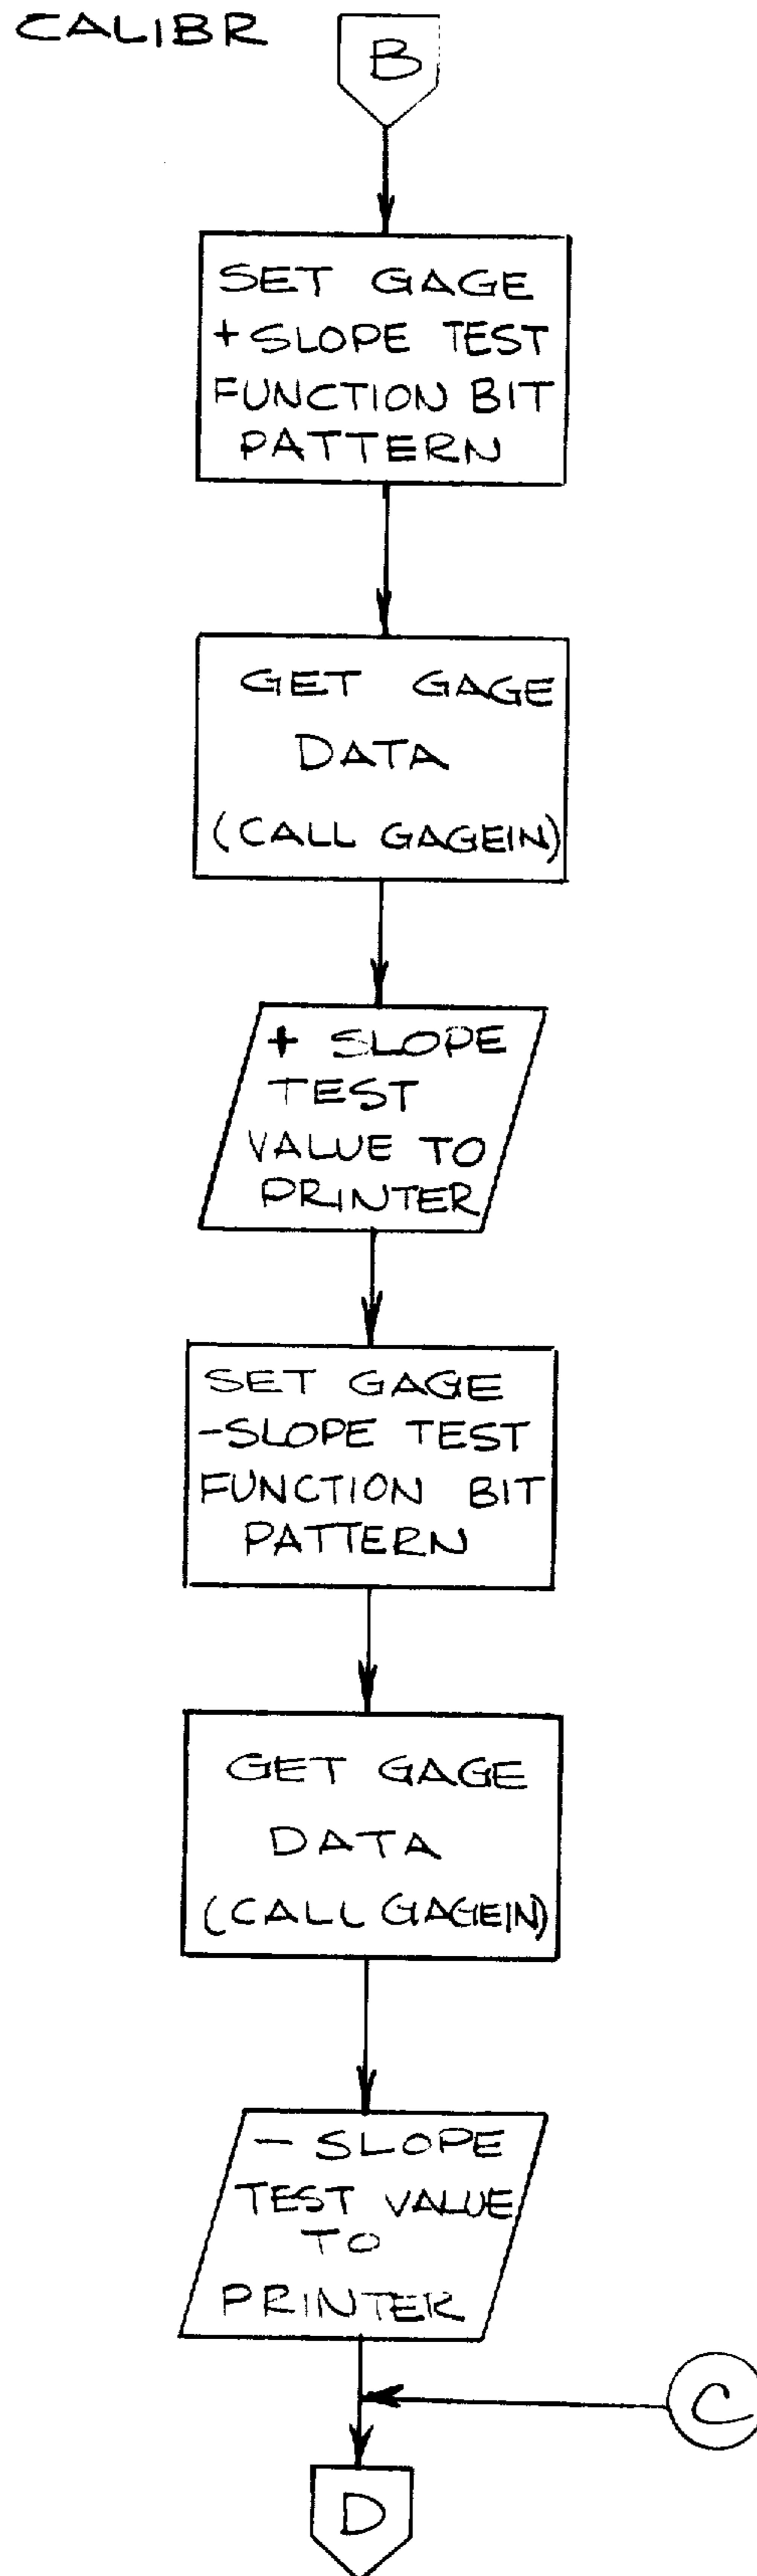 CALIBR
B
SET GAGE
+ SLOPE TEST
FUNCTION BIT
PATTERN
GET GAGE
DATA
(CALL GAGEIN)
+ SLOPE
TEST
VALUE TO
PRINTER
SET GAGE
-SLOPE TEST
FUNCTION BIT
PATTERN
GET GAGE
DATA
(CALL GAGEIN)
- SLOPE
TEST VALUE
TO
PRINTER
C
D